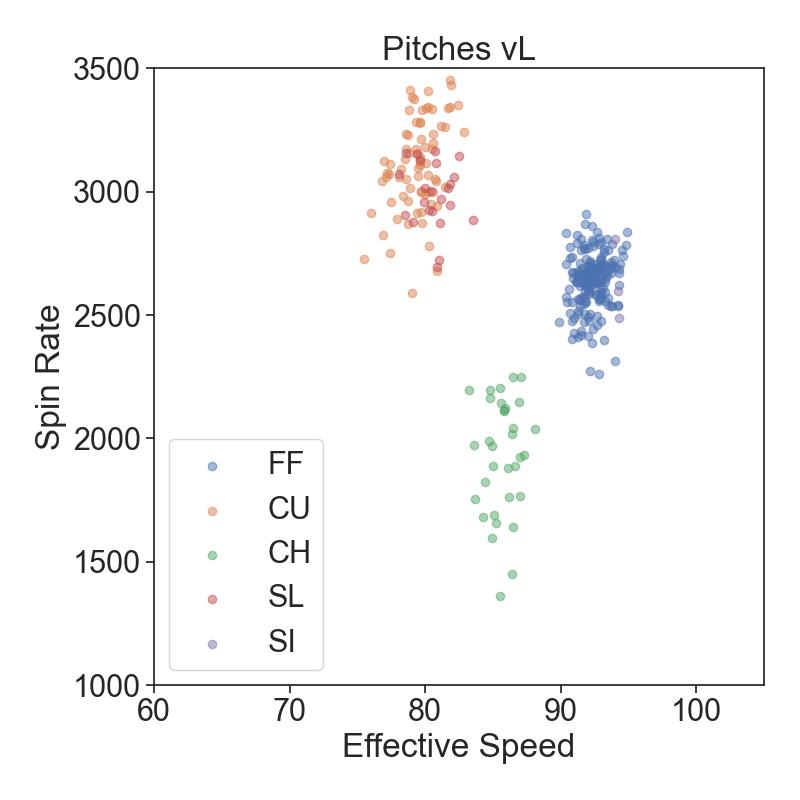 Pitches vL
Spin Rate
3500
3000
2500
2000
1500
1000
FF
CU
CH
SL
SI
60 70 80 90 100
Effective Speed